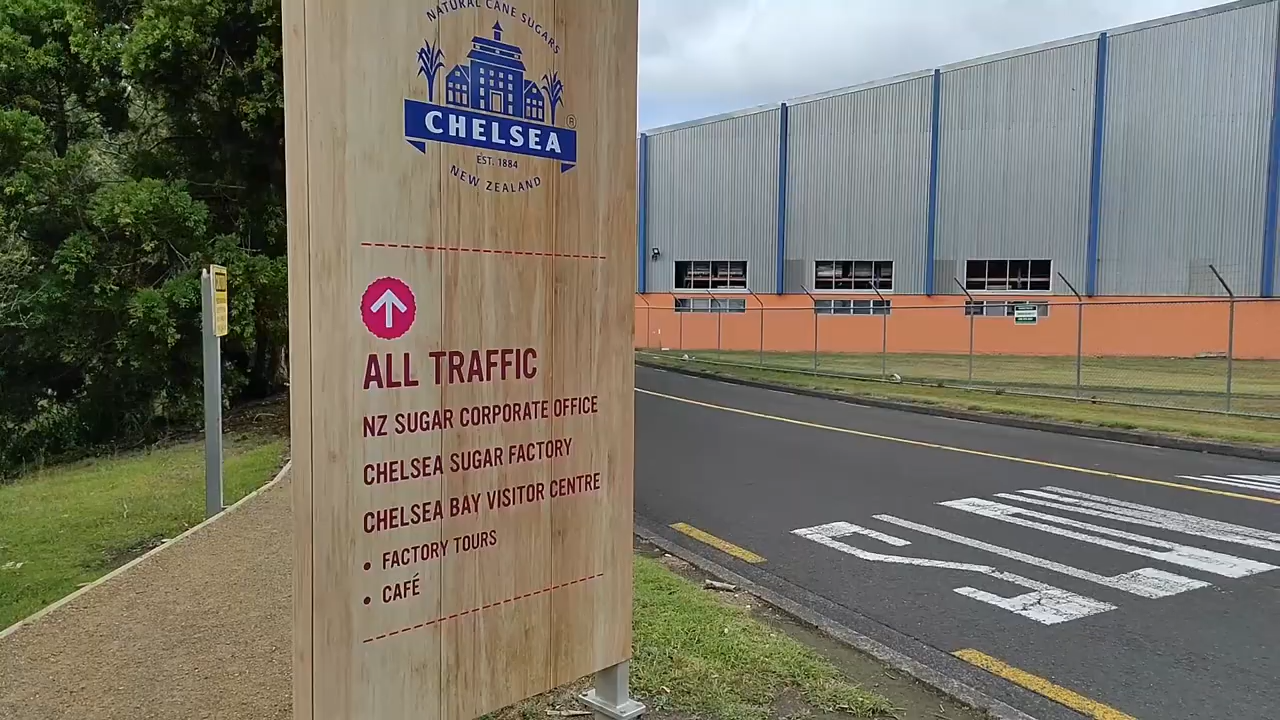 NATURAL CANE SUGARS
CHELSEA
®
EST. 1884
NEW ZEALAND
ALL TRAFFIC
NZ SUGAR CORPORATE OFFICE
CHELSEA SUGAR FACTORY
CHELSEA BAY VISITOR CENTRE
• FACTORY TOURS
• CAFÉ
SLOW